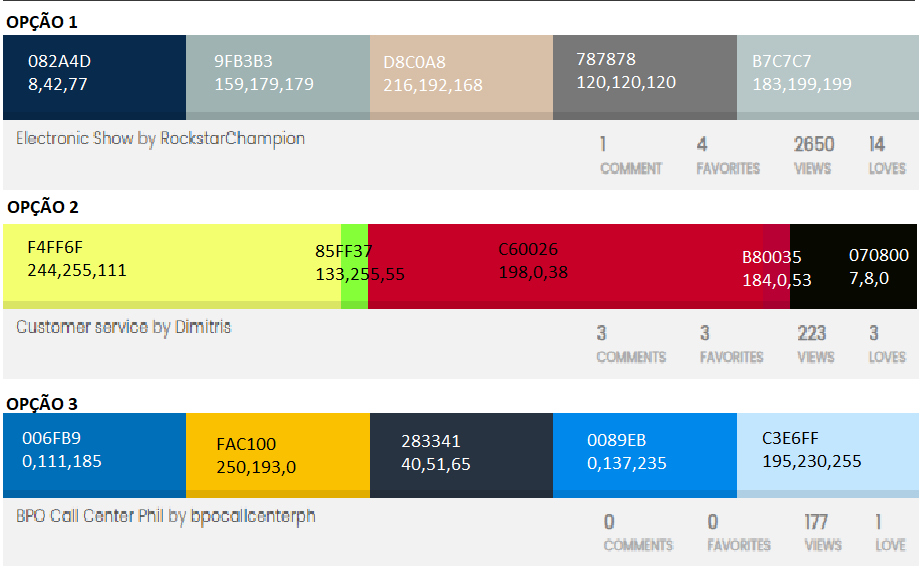 OPÇÃO 1
082A4D 9FB3B3 D8C0A8 787878 B7C7C7
8,42,77 159,179,179 216,192,168 120,120,120 183,199,199
Electronic Show by RockstarChampion
1 4 2650 14
COMMENT FAVORITES VIEWS LOVES
OPÇÃO 2
F4FF6F 85FF37 C60026 B80035 070800
244,255,111 133,255,55 198,0,38 184,0,53 7,8,0
Customer service by Dimitris
3 3 223 3
COMMENTS FAVORITES VIEWS LOVES
OPÇÃO 3
006FB9 FAC100 283341 0089EB C3E6FF
0,111,185 250,193,0 40,51,65 0,137,235 195,230,255
BPO Call Center Phil by bpocallcenterph
0 0 177 1
COMMENTS FAVORITES VIEWS LOVE